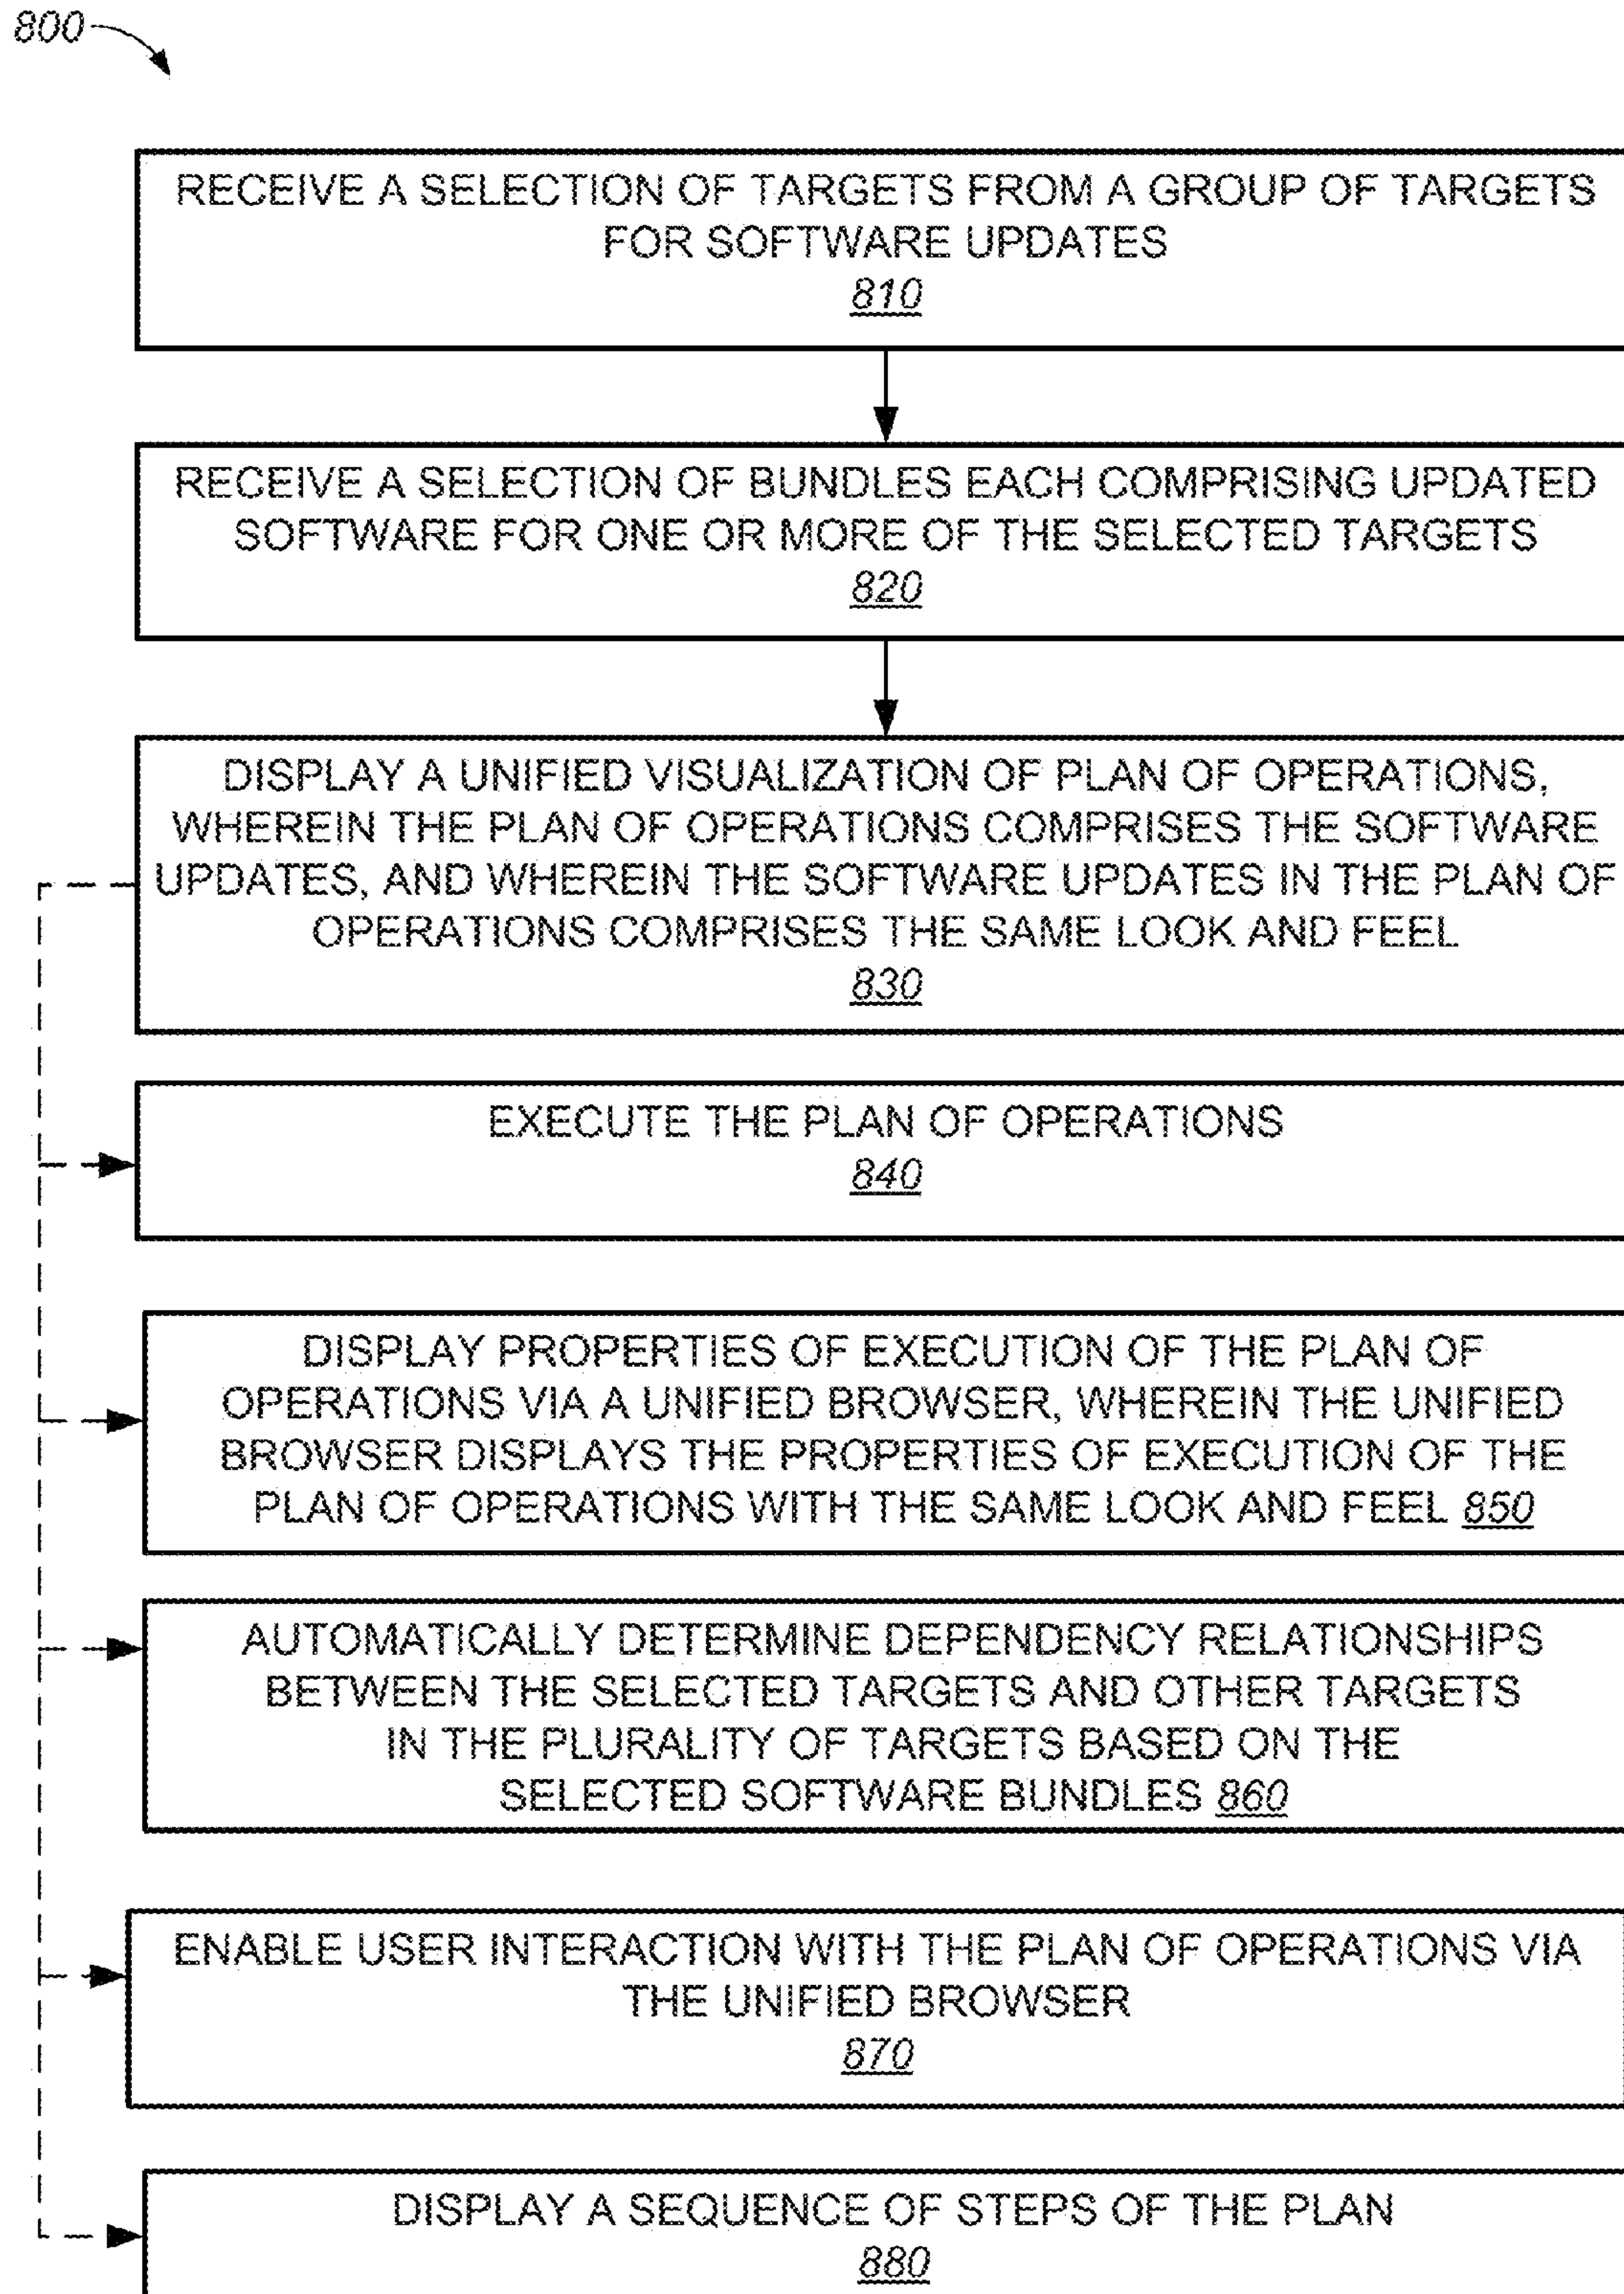 800
RECEIVE A SELECTION OF TARGETS FROM A GROUP OF TARGETS
FOR SOFTWARE UPDATES
810
RECEIVE A SELECTION OF BUNDLES EACH COMPRISING UPDATED
SOFTWARE FOR ONE OR MORE OF THE SELECTED TARGETS
820
DISPLAY A UNIFIED VISUALIZATION OF PLAN OF OPERATIONS,
WHEREIN THE PLAN OF OPERATIONS COMPRISES THE SOFTWARE
UPDATES, AND WHEREIN THE SOFTWARE UPDATES IN THE PLAN OF
OPERATIONS COMPRISES THE SAME LOOK AND FEEL
830
EXECUTE THE PLAN OF OPERATIONS
840
DISPLAY PROPERTIES OF EXECUTION OF THE PLAN OF
OPERATIONS VIA A UNIFIED BROWSER, WHEREIN THE UNIFIED
BROWSER DISPLAYS THE PROPERTIES OF EXECUTION OF THE
PLAN OF OPERATIONS WITH THE SAME LOOK AND FEEL 850
AUTOMATICALLY DETERMINE DEPENDENCY RELATIONSHIPS
BETWEEN THE SELECTED TARGETS AND OTHER TARGETS
IN THE PLURALITY OF TARGETS BASED ON THE
SELECTED SOFTWARE BUNDLES 860
ENABLE USER INTERACTION WITH THE PLAN OF OPERATIONS VIA
THE UNIFIED BROWSER
870
DISPLAY A SEQUENCE OF STEPS OF THE PLAN
880